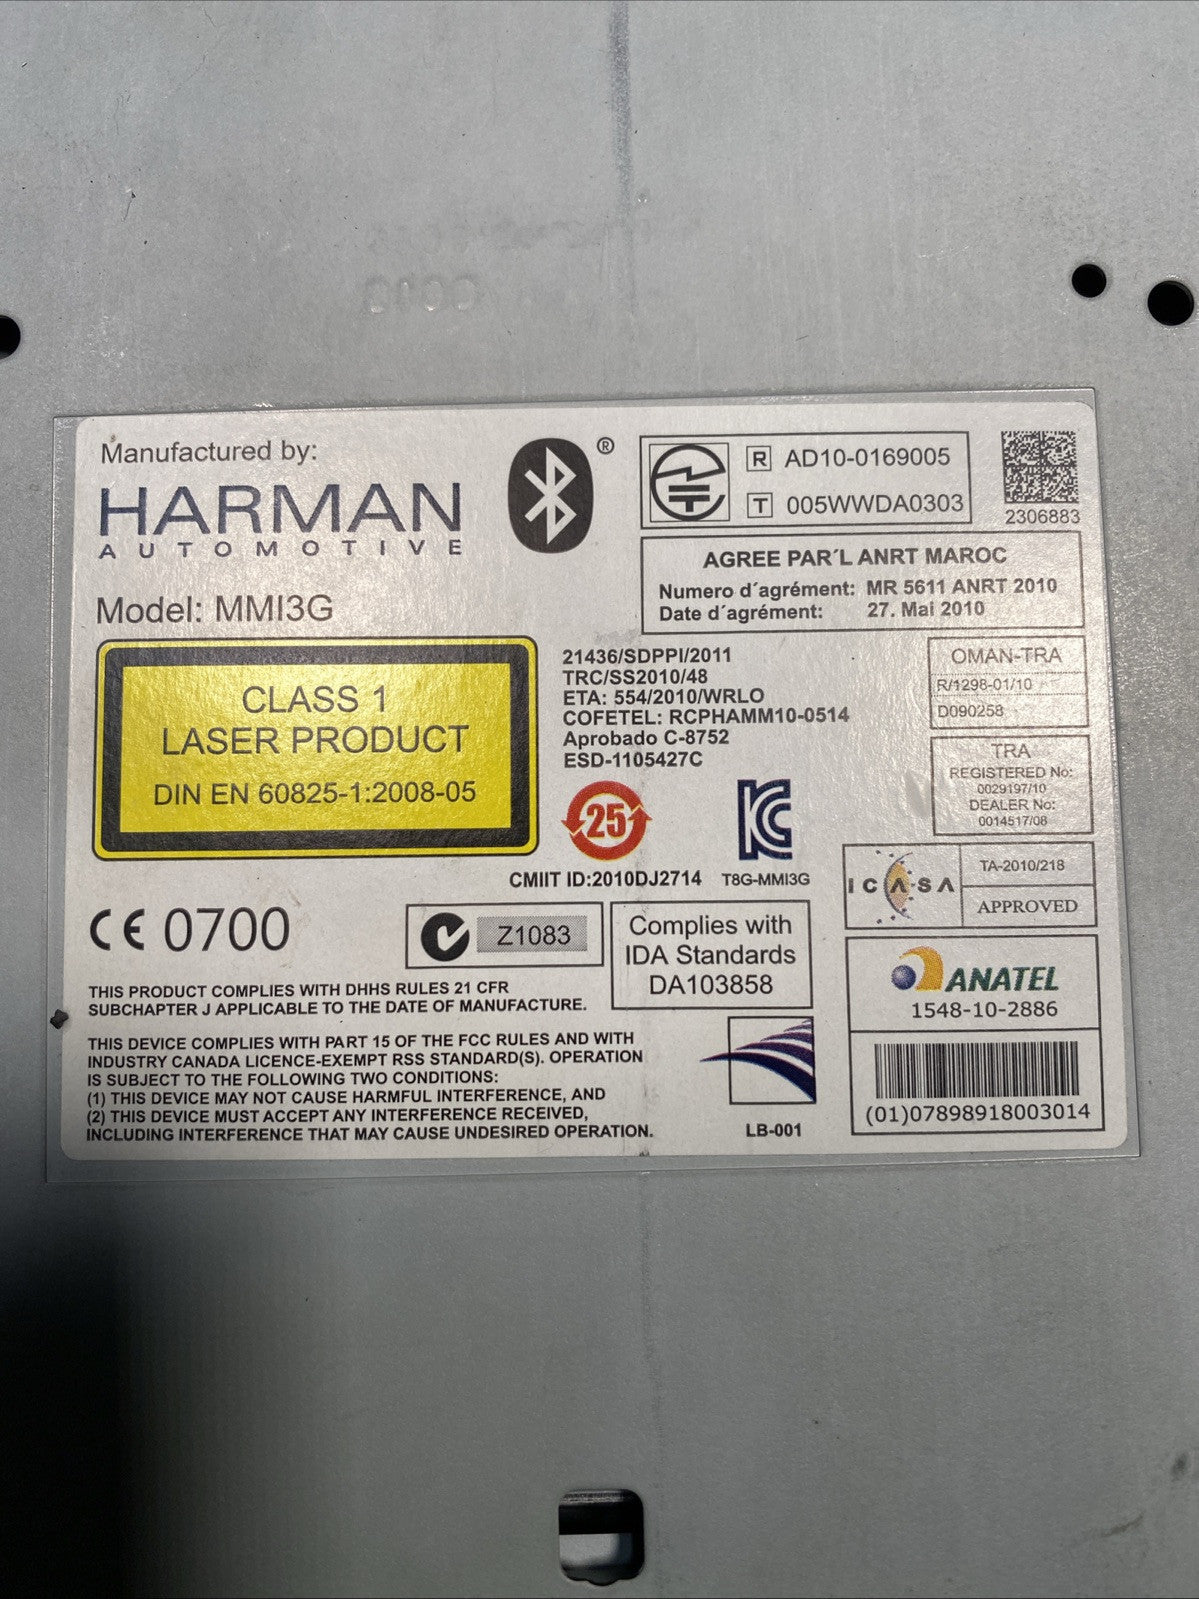 Manufactured by:
HARMAN
AUTOMOTIVE
Model: MMI3G
®
R AD10-0169005
T 005WWDA0303
2306883
AGREE PAR´L ANRT MAROC
Numero d´agrément: MR 5611 ANRT 2010
Date d´agrément: 27. Mai 2010
CLASS 1
LASER PRODUCT
DIN EN 60825-1:2008-05
21436/SDPPI/2011
TRC/SS2010/48
ETA: 554/2010/WRLO
COFETEL: RCPHAMM10-0514
Aprobado C-8752
ESD-1105427C
OMAN-TRA
R/1298-01/10
D090258
TRA
REGISTERED No:
0029197/10
DEALER No:
0014517/08
25
CMIIT ID:2010DJ2714
T8G-MMI3G
ICASA
TA-2010/218
APPROVED
CE 0700
Z1083
Complies with
IDA Standards
DA103858
ANATEL
1548-10-2886
(01)07898918003014
THIS PRODUCT COMPLIES WITH DHHS RULES 21 CFR
SUBCHAPTER J APPLICABLE TO THE DATE OF MANUFACTURE.
THIS DEVICE COMPLIES WITH PART 15 OF THE FCC RULES AND WITH
INDUSTRY CANADA LICENCE-EXEMPT RSS STANDARD(S). OPERATION
IS SUBJECT TO THE FOLLOWING TWO CONDITIONS:
(1) THIS DEVICE MAY NOT CAUSE HARMFUL INTERFERENCE, AND
(2) THIS DEVICE MUST ACCEPT ANY INTERFERENCE RECEIVED,
INCLUDING INTERFERENCE THAT MAY CAUSE UNDESIRED OPERATION.
LB-001